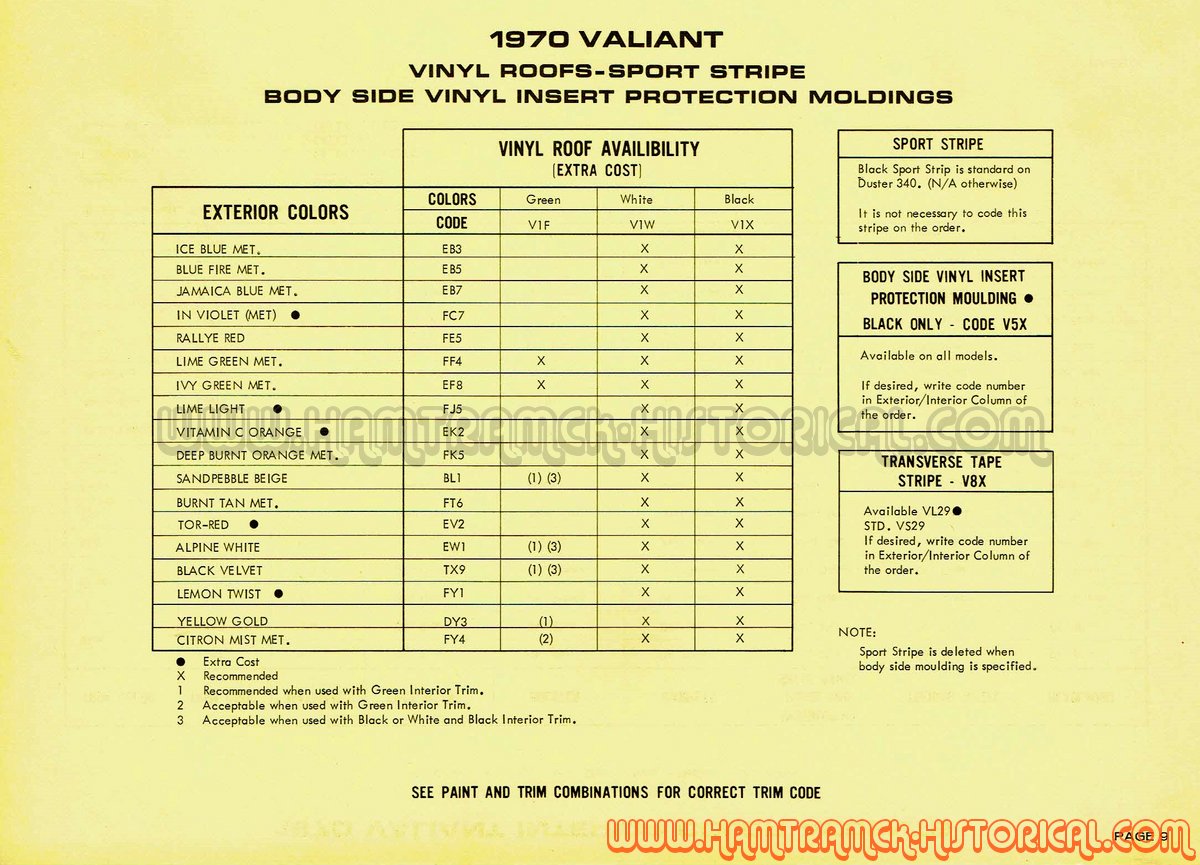 1970 VALIANT
VINYL ROOFS-SPORT STRIPE
BODY SIDE VINYL INSERT PROTECTION MOLDINGS
VINYL ROOF AVAILIBILITY
(EXTRA COST)
EXTERIOR COLORS
COLORS Green White Black
CODE V1F V1W V1X
ICE BLUE MET. EB3 X X
BLUE FIRE MET. EB5 X X
JAMAICA BLUE MET. EB7 X X
IN VIOLET (MET) ● FC7 X X
RALLYE RED FE5 X X
LIME GREEN MET. FF4 X X X
IVY GREEN MET. EF8 X X X
LIME LIGHT ● FJ5 X X
VITAMIN C ORANGE ● EK2 X X
DEEP BURNT ORANGE MET. FK5 X X
SANDPEBBLE BEIGE BL1 (1) (3) X X
BURNT TAN MET. FT6 X X
TOR-RED ● EV2 X X
ALPINE WHITE EW1 (1) (3) X X
BLACK VELVET TX9 (1) (3) X X
LEMON TWIST ● FY1 X X
YELLOW GOLD DY3 (1) X X
CITRON MIST MET. FY4 (2) X X
● Extra Cost
X Recommended
1 Recommended when used with Green Interior Trim.
2 Acceptable when used with Green Interior Trim.
3 Acceptable when used with Black or White and Black Interior Trim.
SPORT STRIPE
Black Sport Strip is standard on
Duster 340. (N/A otherwise)
It is not necessary to code this
stripe on the order.
BODY SIDE VINYL INSERT
PROTECTION MOULDING ●
BLACK ONLY - CODE V5X
Available on all models.
If desired, write code number
in Exterior/Interior Column of
the order.
TRANSVERSE TAPE
STRIPE - V8X
Available VL29●
STD. VS29
If desired, write code number
in Exterior/Interior Column of
the order.
NOTE:
Sport Stripe is deleted when
body side moulding is specified.
www.Hamtramck-Historical.com
SEE PAINT AND TRIM COMBINATIONS FOR CORRECT TRIM CODE
www.Hamtramck-Historical.com
PAGE 9